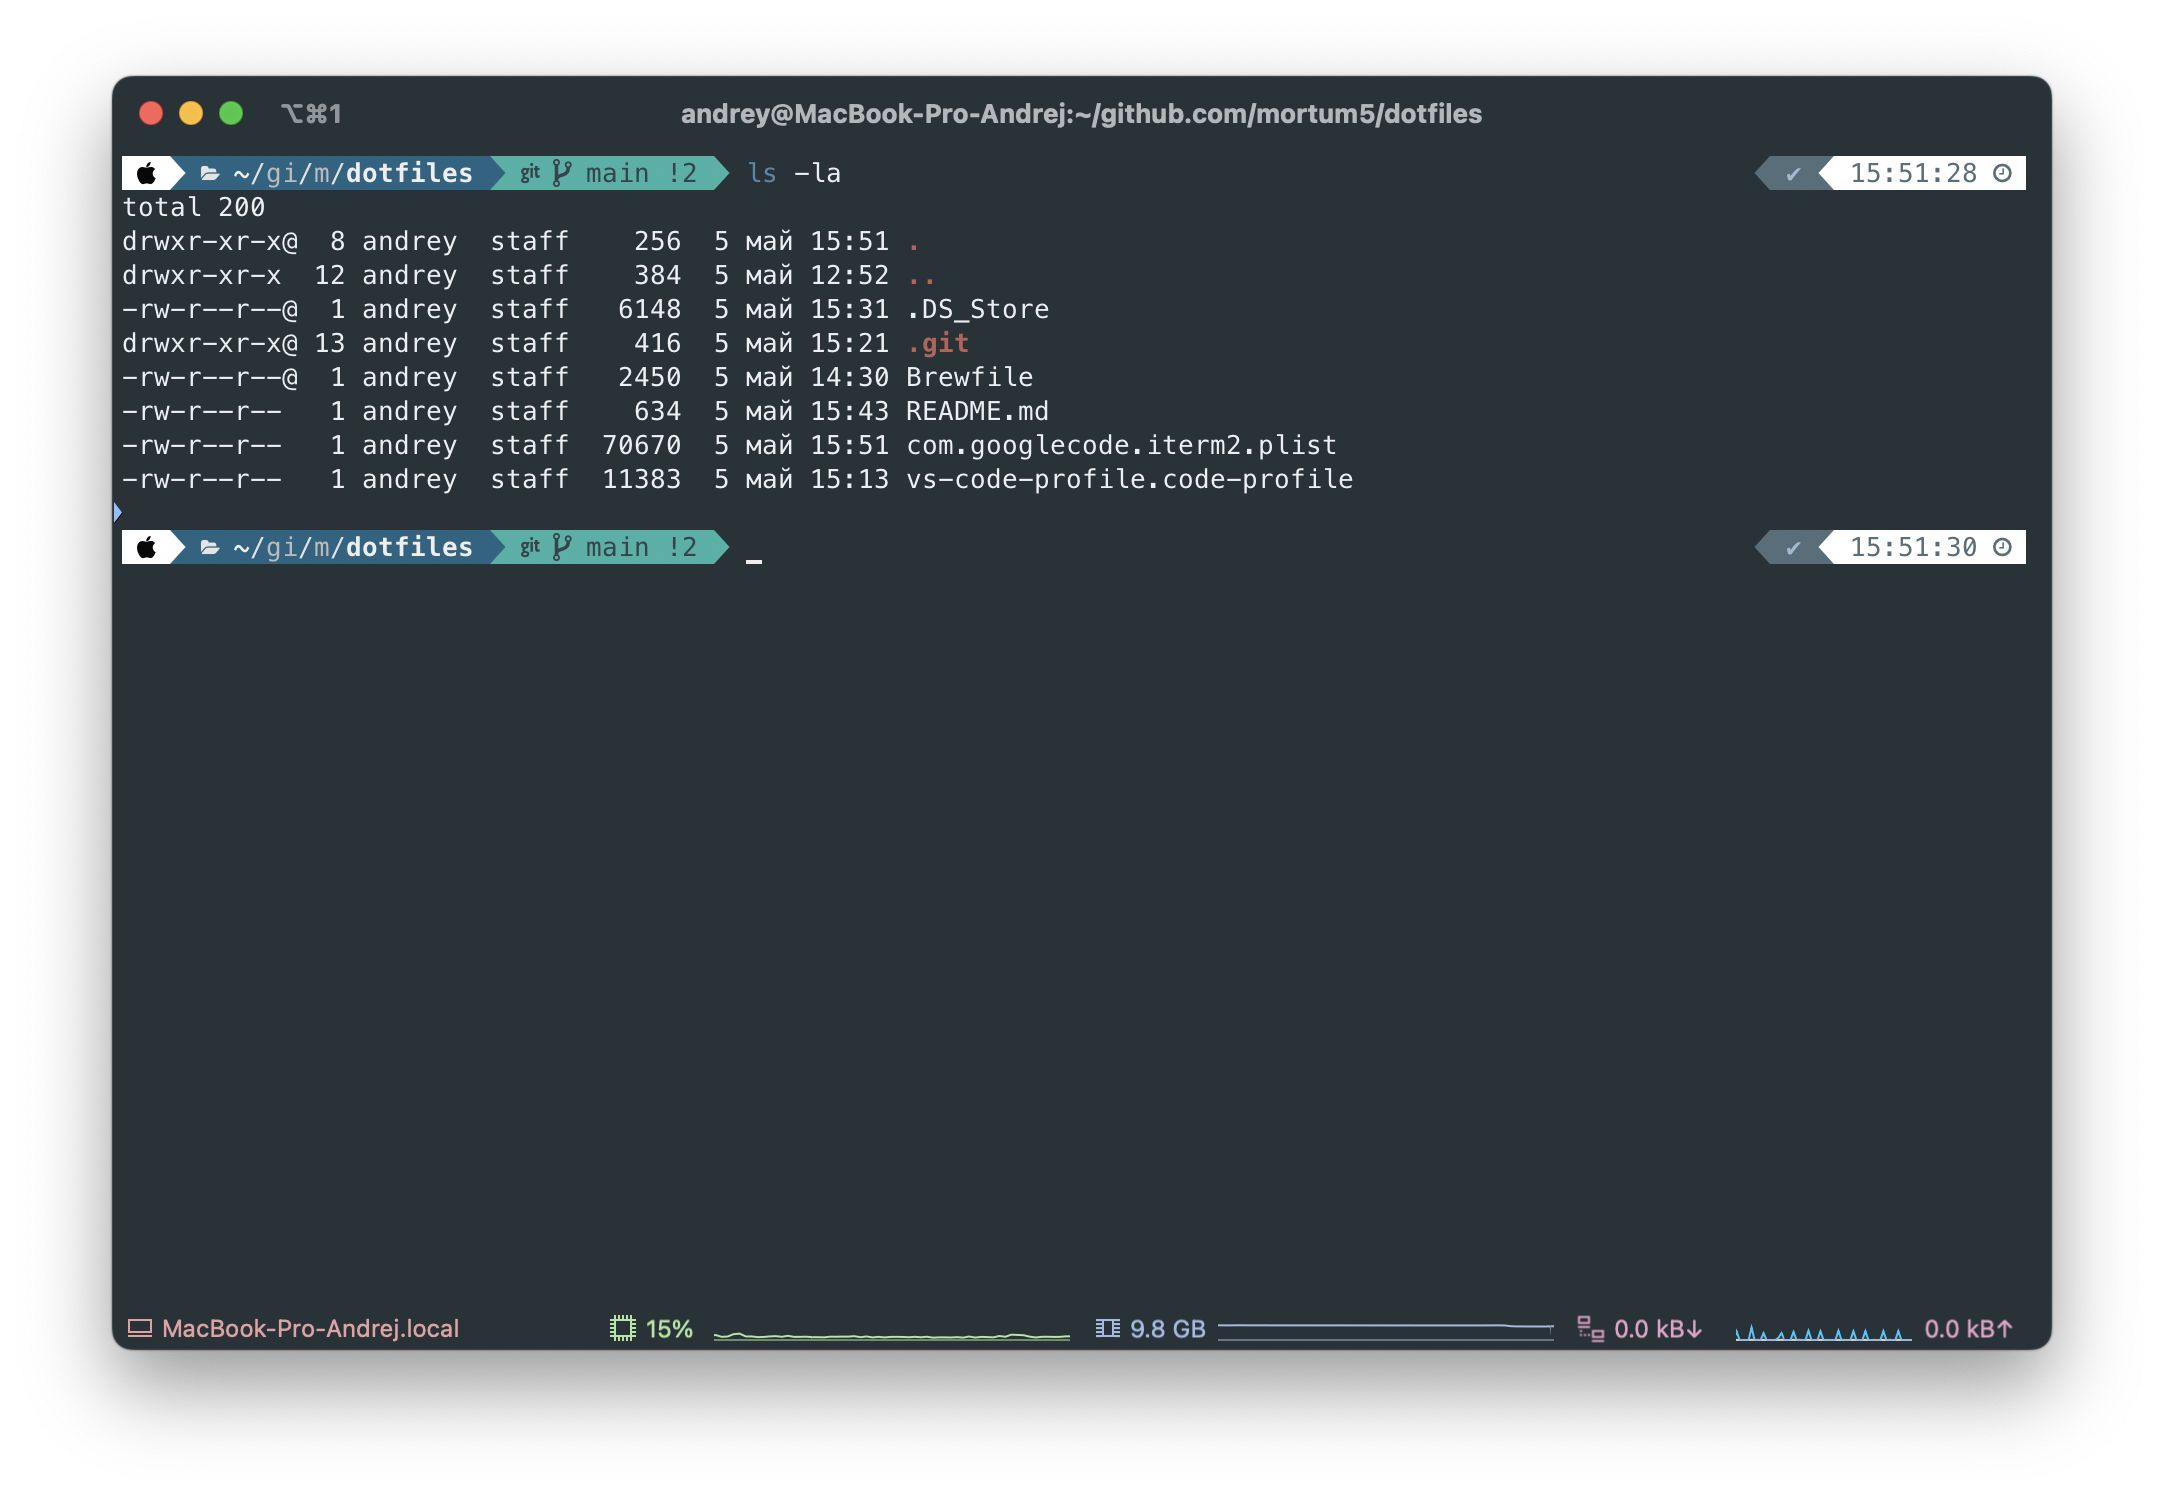 ⌥⌘1 andrey@MacBook-Pro-Andrej:~/github.com/mortum5/dotfiles
~/gi/m/dotfiles git main !2 ls -la ✔ 15:51:28
total 200
drwxr-xr-x@  8 andrey  staff    256  5 май 15:51 .
drwxr-xr-x  12 andrey  staff    384  5 май 12:52 ..
-rw-r--r--@  1 andrey  staff   6148  5 май 15:31 .DS_Store
drwxr-xr-x@ 13 andrey  staff    416  5 май 15:21 .git
-rw-r--r--@  1 andrey  staff   2450  5 май 14:30 Brewfile
-rw-r--r--   1 andrey  staff    634  5 май 15:43 README.md
-rw-r--r--   1 andrey  staff  70670  5 май 15:51 com.googlecode.iterm2.plist
-rw-r--r--   1 andrey  staff  11383  5 май 15:13 vs-code-profile.code-profile
~/gi/m/dotfiles git main !2 ✔ 15:51:30
MacBook-Pro-Andrej.local 15% 9.8 GB 0.0 kB↓ 0.0 kB↑